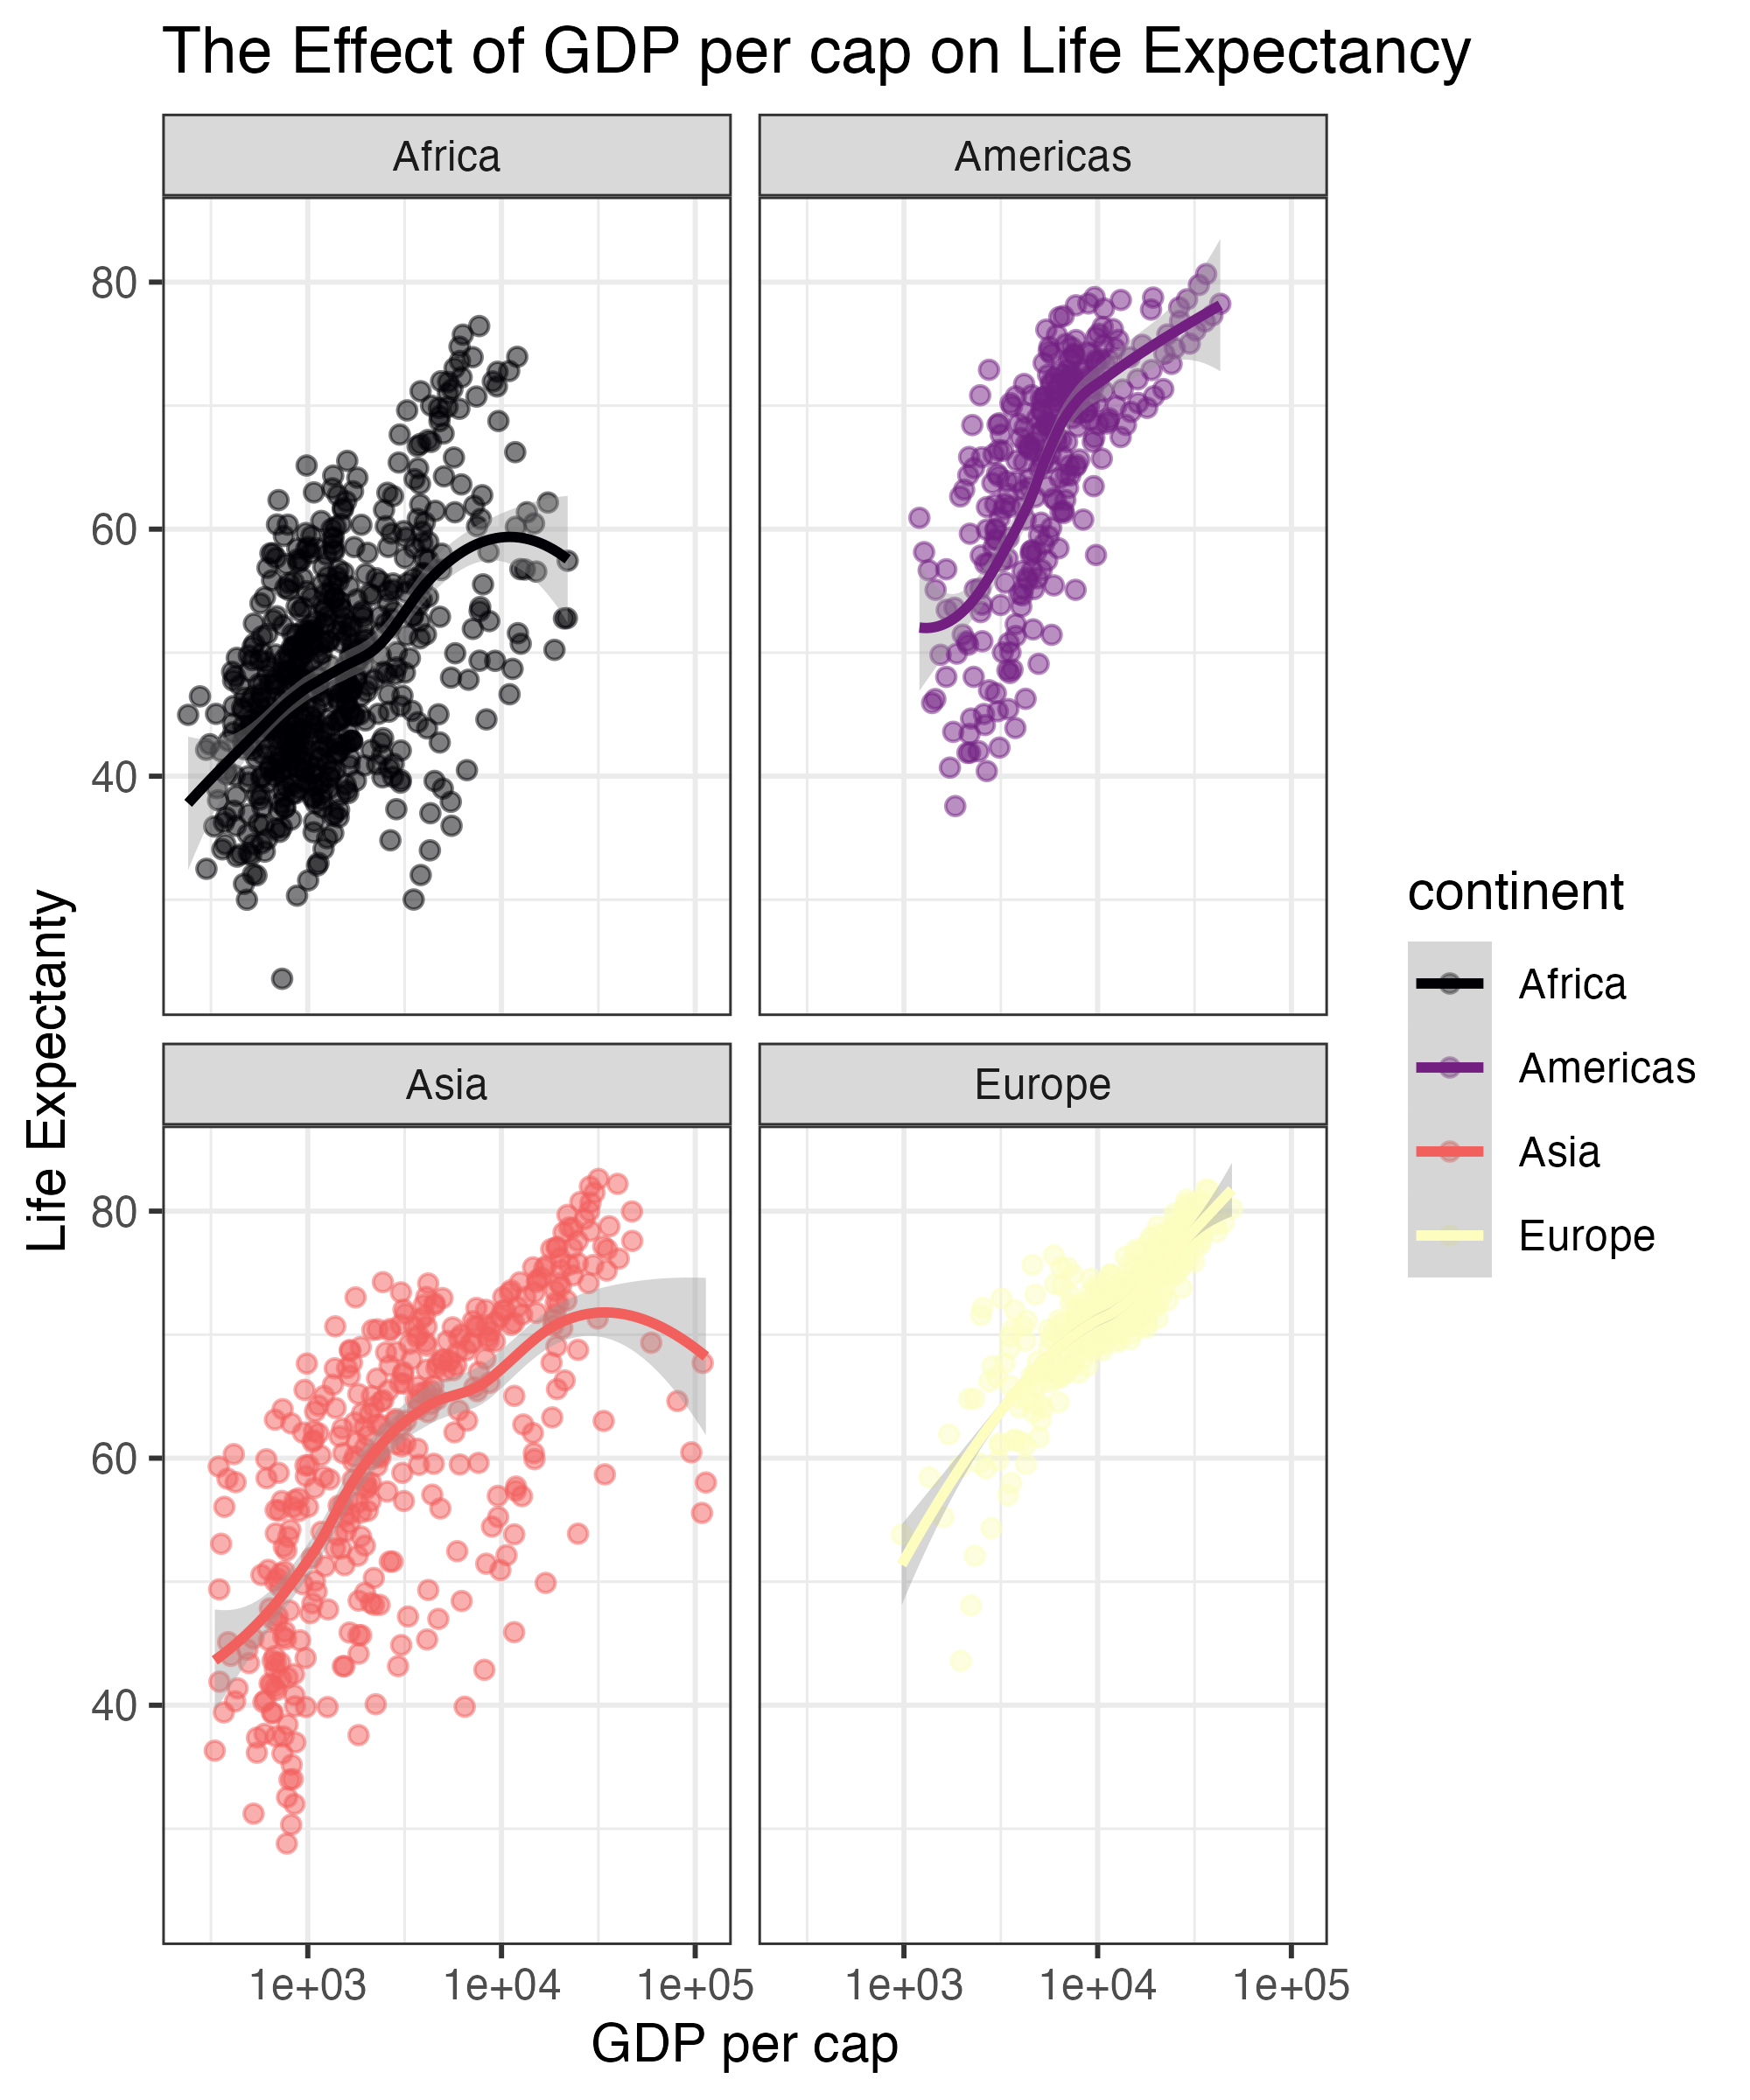 The Effect of GDP per cap on Life Expectancy
Africa
Americas
80
60
40
Life Expectanty
Asia
Europe
80
60
40
1e+03
1e+04
1e+05
1e+03
1e+04
1e+05
GDP per cap
continent
Africa
Americas
Asia
Europe